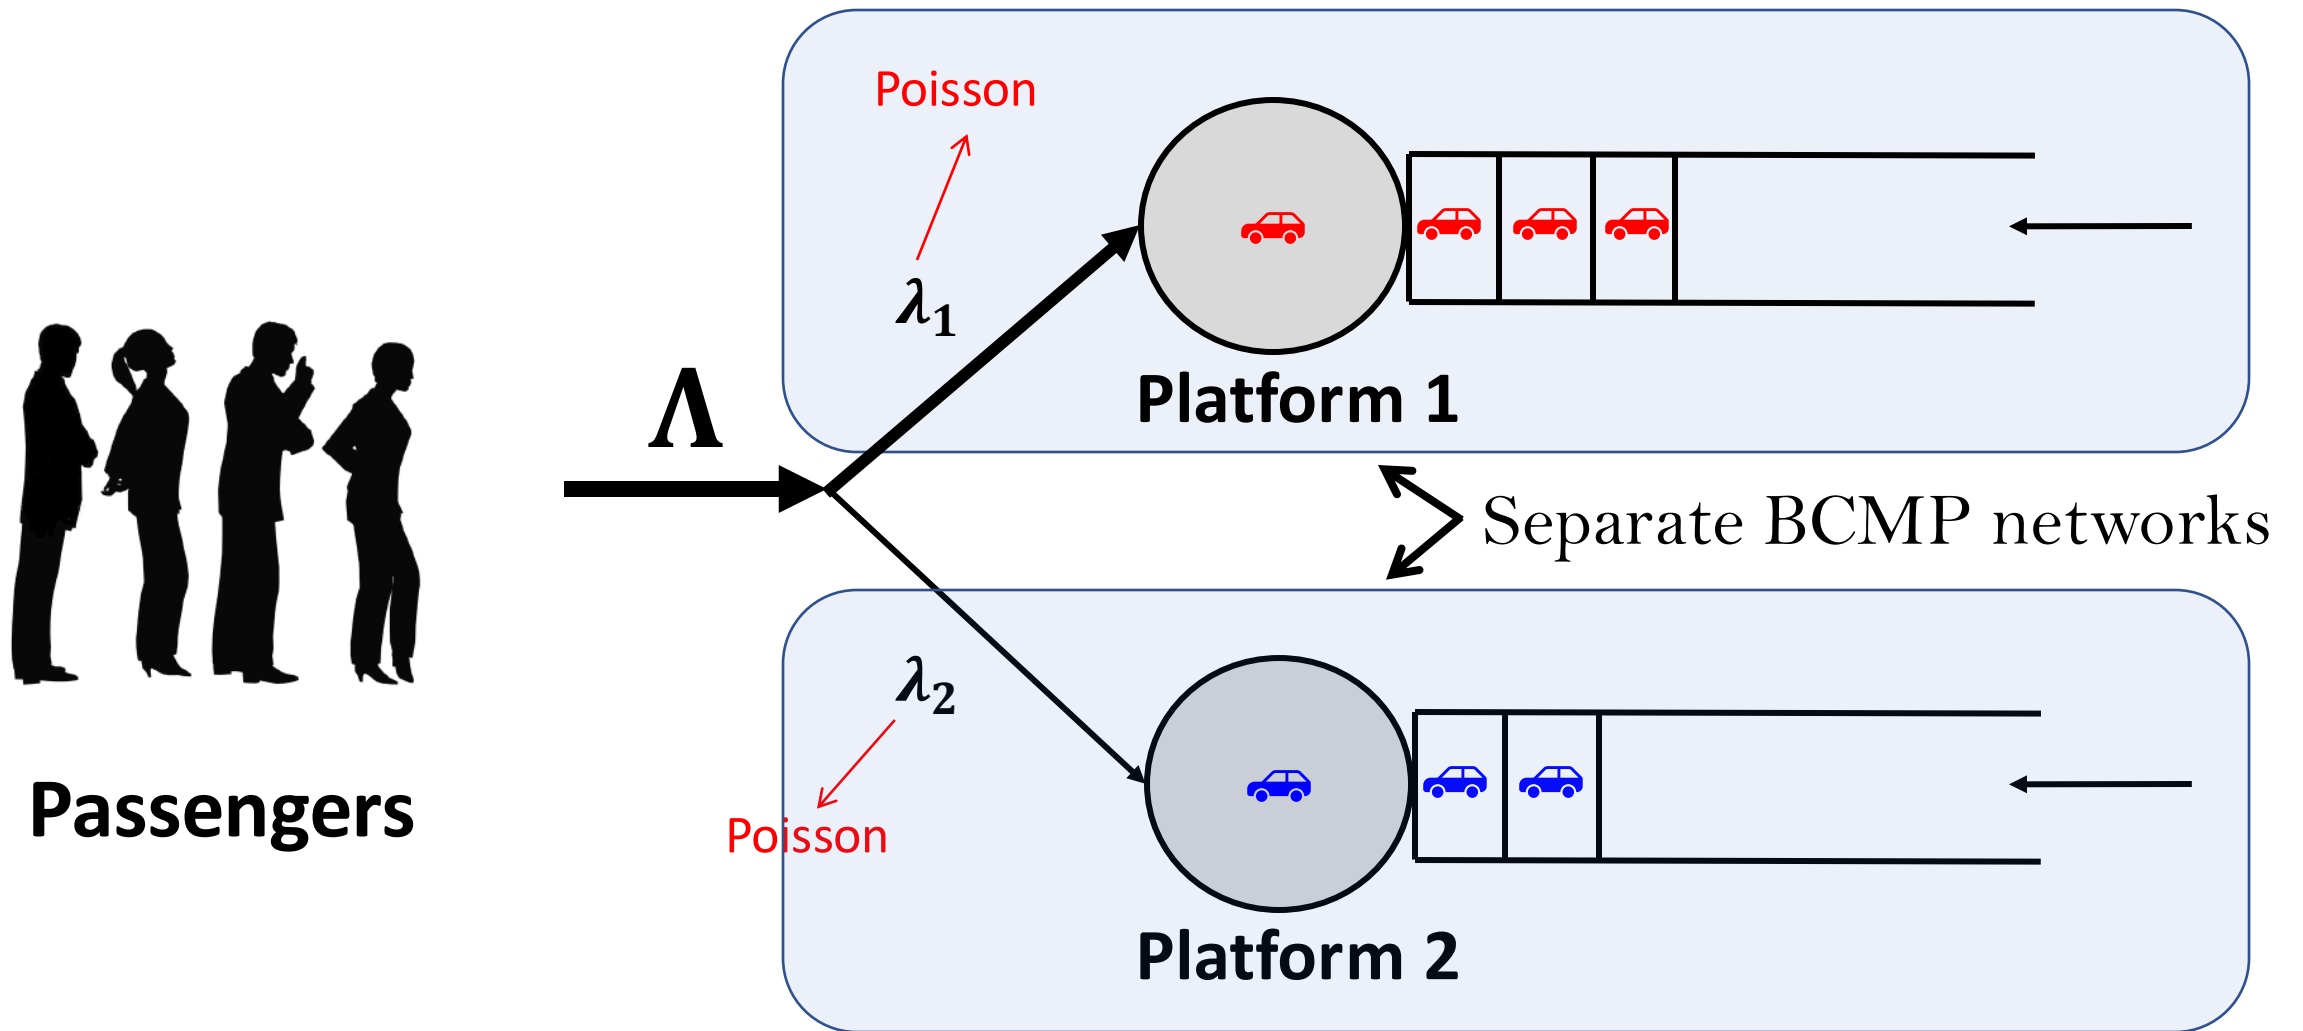 Poisson
λ1
Platform 1
Λ
Separate BCMP networks
Passengers
λ2
Poisson
Platform 2